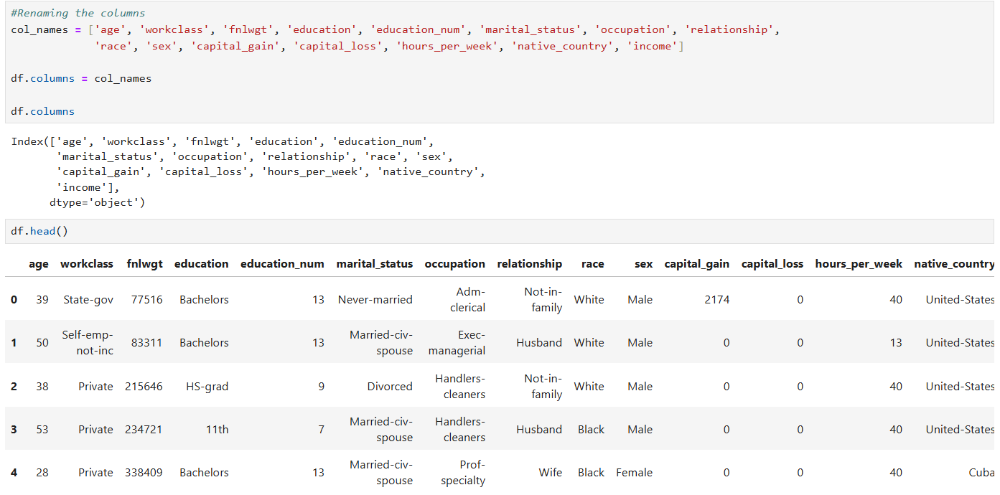 #Renaming the columns
col_names = ['age', 'workclass', 'fnlwgt', 'education', 'education_num', 'marital_status', 'occupation', 'relationship',
'race', 'sex', 'capital_gain', 'capital_loss', 'hours_per_week', 'native_country', 'income']
df.columns = col_names
df.columns
Index(['age', 'workclass', 'fnlwgt', 'education', 'education_num',
'marital_status', 'occupation', 'relationship', 'race', 'sex',
'capital_gain', 'capital_loss', 'hours_per_week', 'native_country',
'income'],
dtype='object')
df.head()
age workclass fnlwgt education education_num marital_status occupation relationship race sex capital_gain capital_loss hours_per_week native_country
Adm- Not-in-
0 39 State-gov 77516 Bachelors 13 Never-married White Male 2174 0 40 United-States
clerical family
Self-emp- Married-civ- Exec-
1 50 83311 Bachelors 13 Husband White Male 0 0 13 United-States
not-inc spouse managerial
Handlers- Not-in-
2 38 Private 215646 HS-grad 9 Divorced White Male 0 0 40 United-States
cleaners family
Married-civ- Handlers-
3 53 Private 234721 11th 7 Husband Black Male 0 0 40 United-States
spouse cleaners
Married-civ- Prof-
4 28 Private 338409 Bachelors 13 Wife Black Female 0 0 40 Cuba
spouse specialty